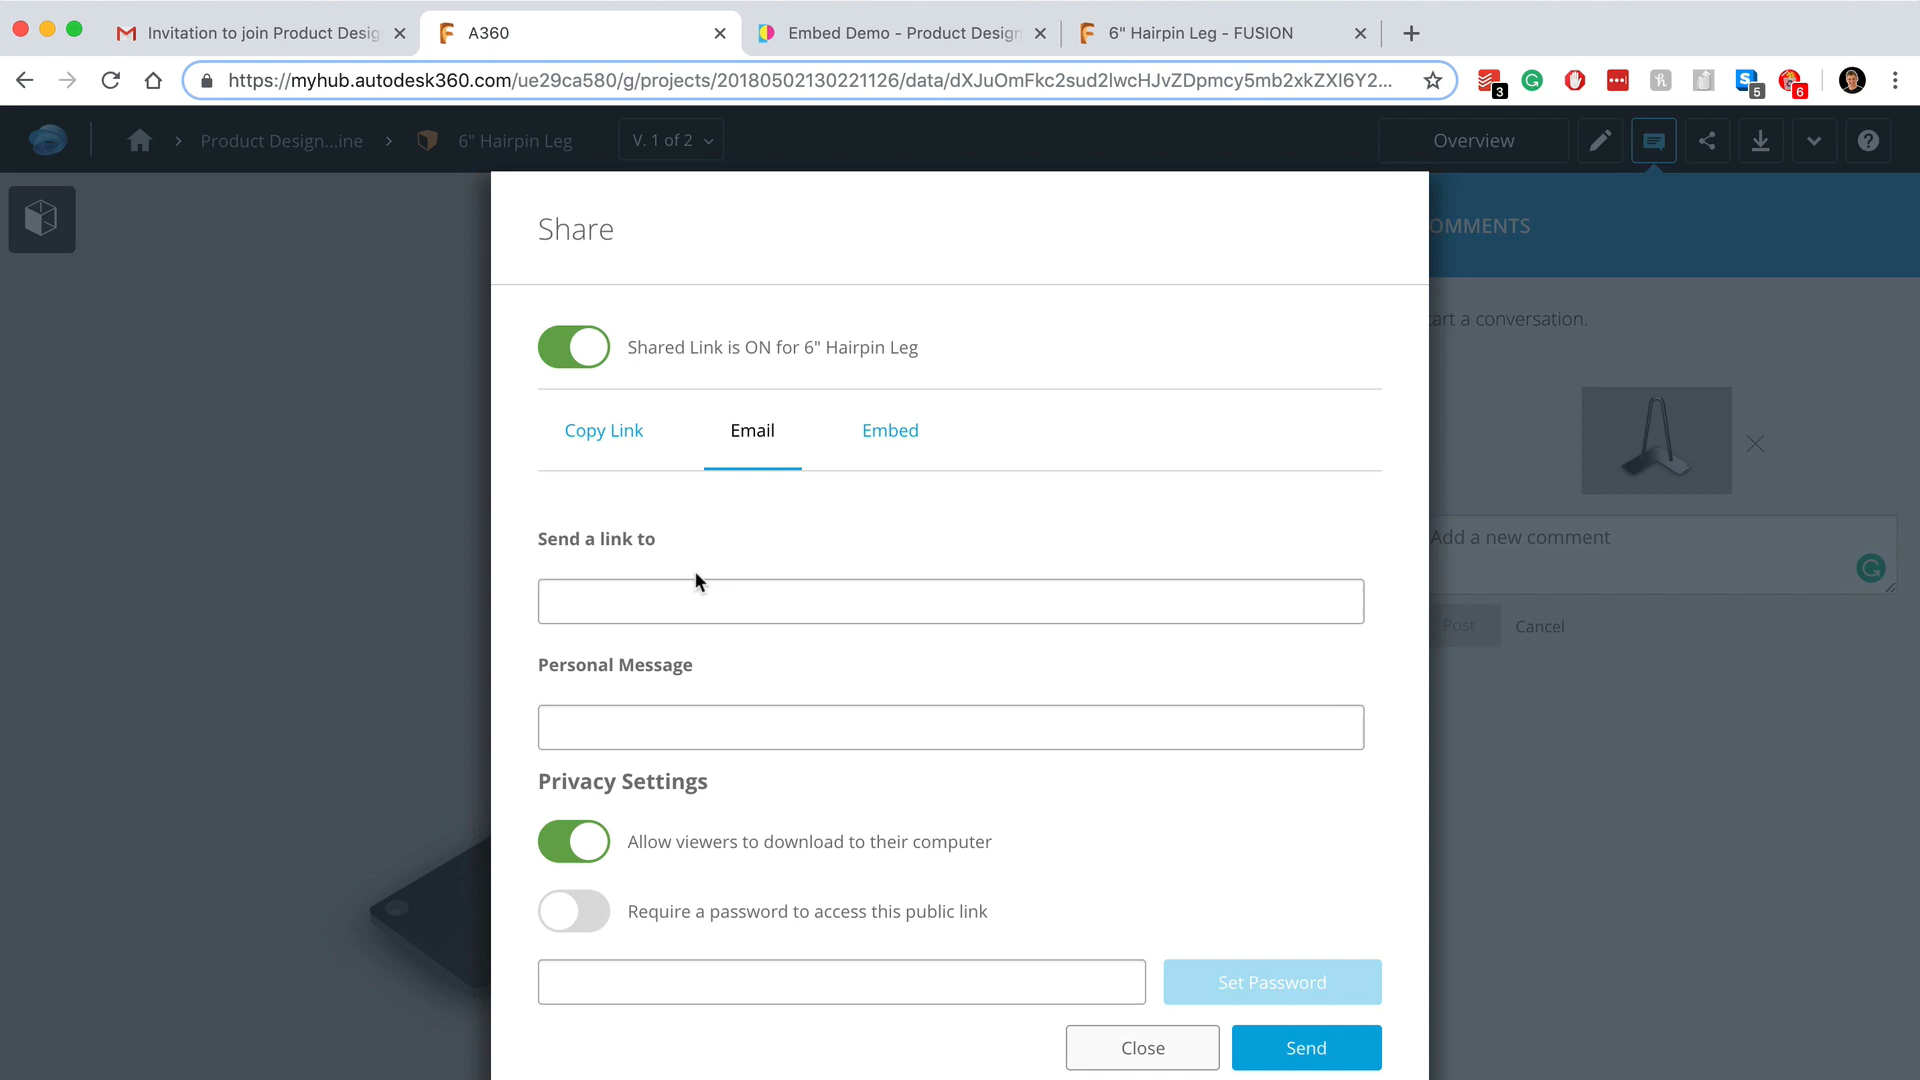 Invitation to join Product Desig
A360
Embed Demo - Product Design
6" Hairpin Leg - FUSION
https://myhub.autodesk360.com/ue29ca580/g/projects/20180502130221126/data/dXJuOmFkc2sud2lwcHJvZDpmcy5mb2xkZXI6Y2...
3
5
6
Product Design...ine
6" Hairpin Leg
V. 1 of 2
Overview
Share
OMMENTS
Shared Link is ON for 6" Hairpin Leg
art a conversation.
Copy Link
Email
Embed
Send a link to
Add a new comment
Post
Cancel
Personal Message
Privacy Settings
Allow viewers to download to their computer
Require a password to access this public link
Set Password
Close
Send